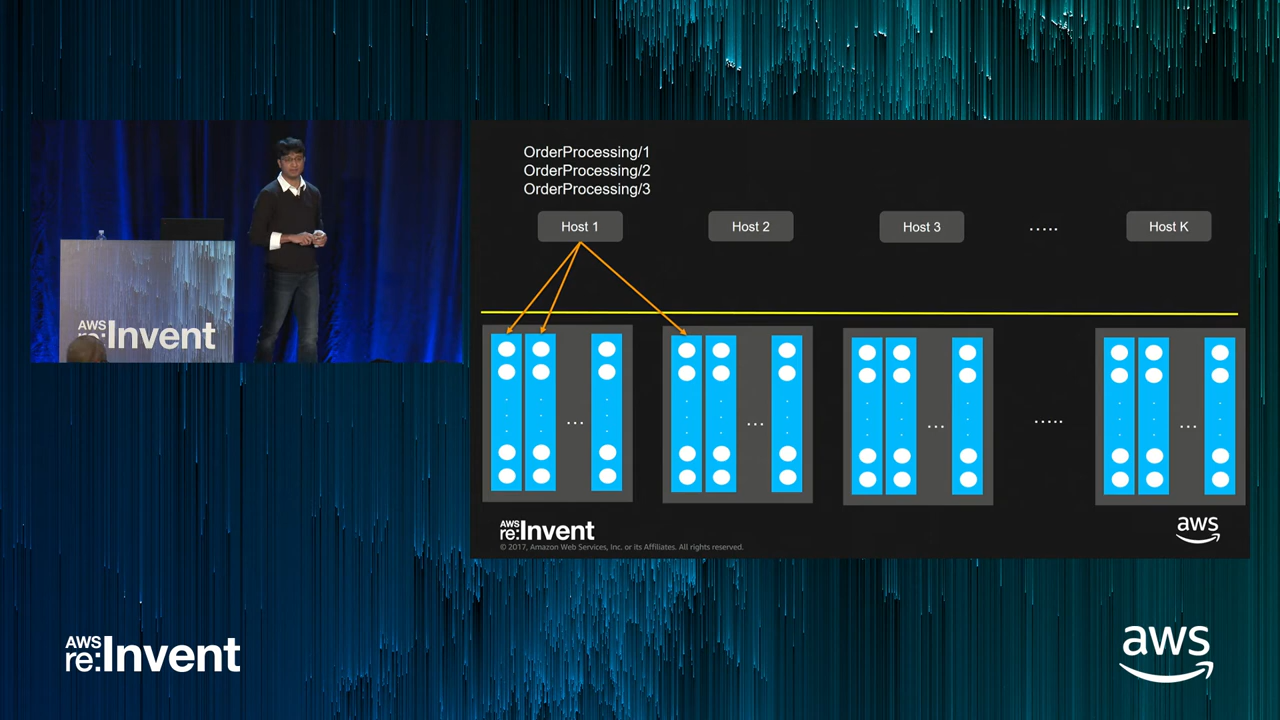 OrderProcessing/1
OrderProcessing/2
OrderProcessing/3
Host 1
Host 2
Host 3
.....
Host K
...
...
...
.....
...
AWS
re:Invent
© 2017, Amazon Web Services, Inc. or its Affiliates. All rights reserved.
aws
AWS
re:Invent
AWS
re:Invent
aws